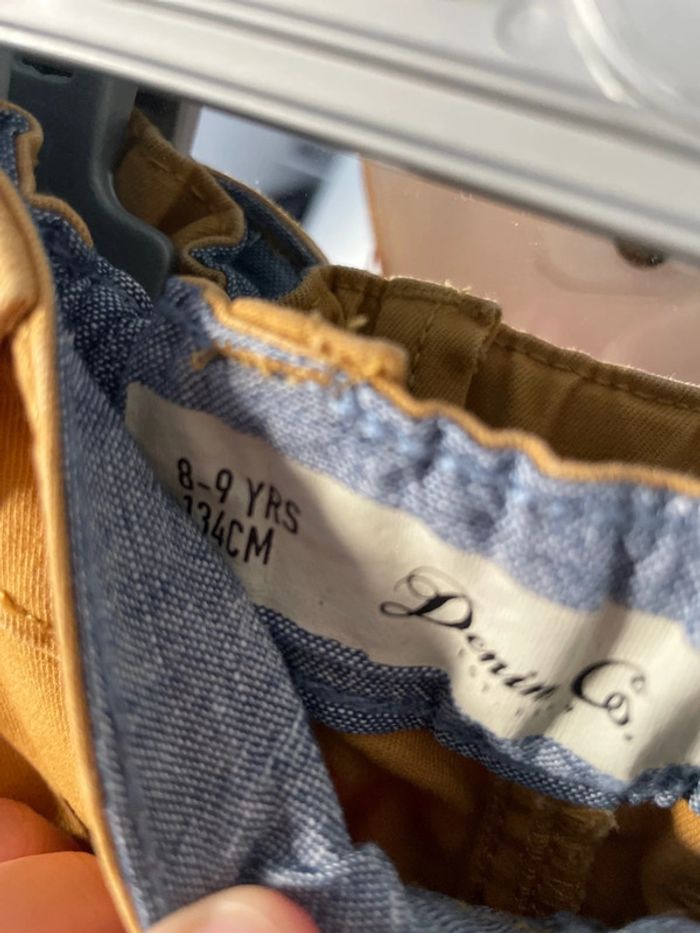 8-9 YRS
134CM
Denim Co.